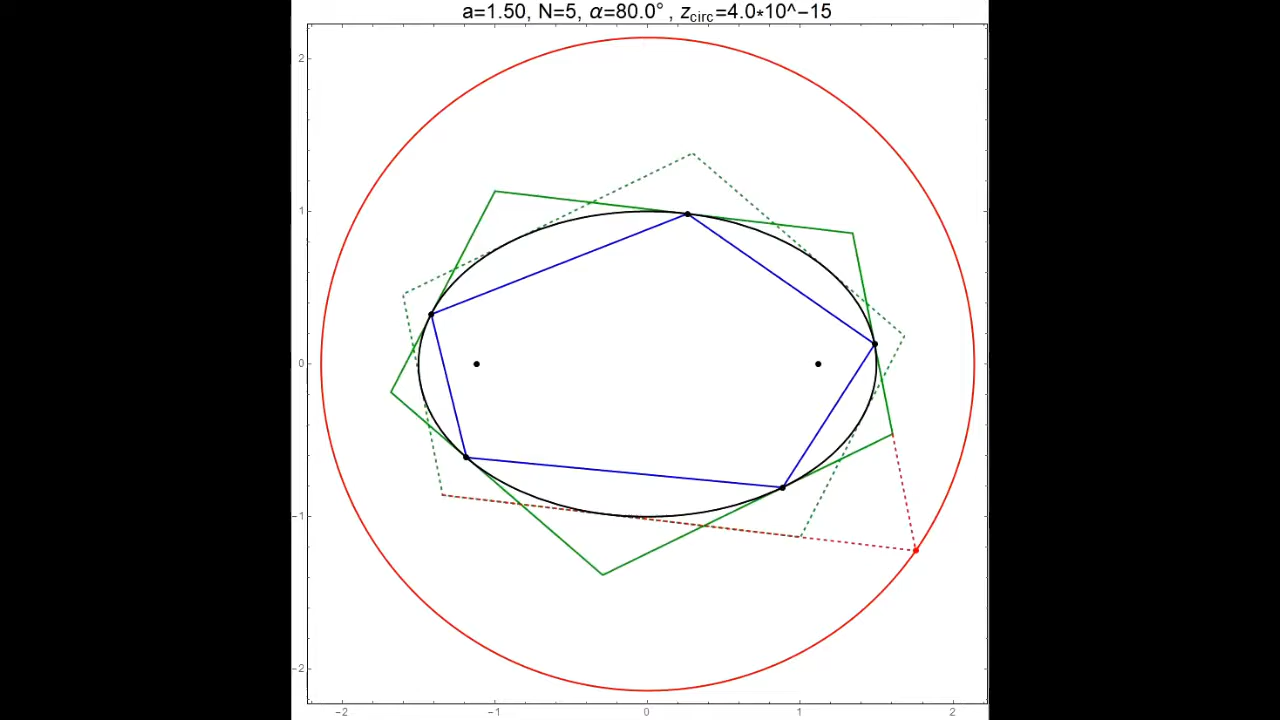 a=1.50, N=5, α=80.0° , z_circ=4.0*10^−15
2
1
0
−1
−2
−2 −1 0 1 2